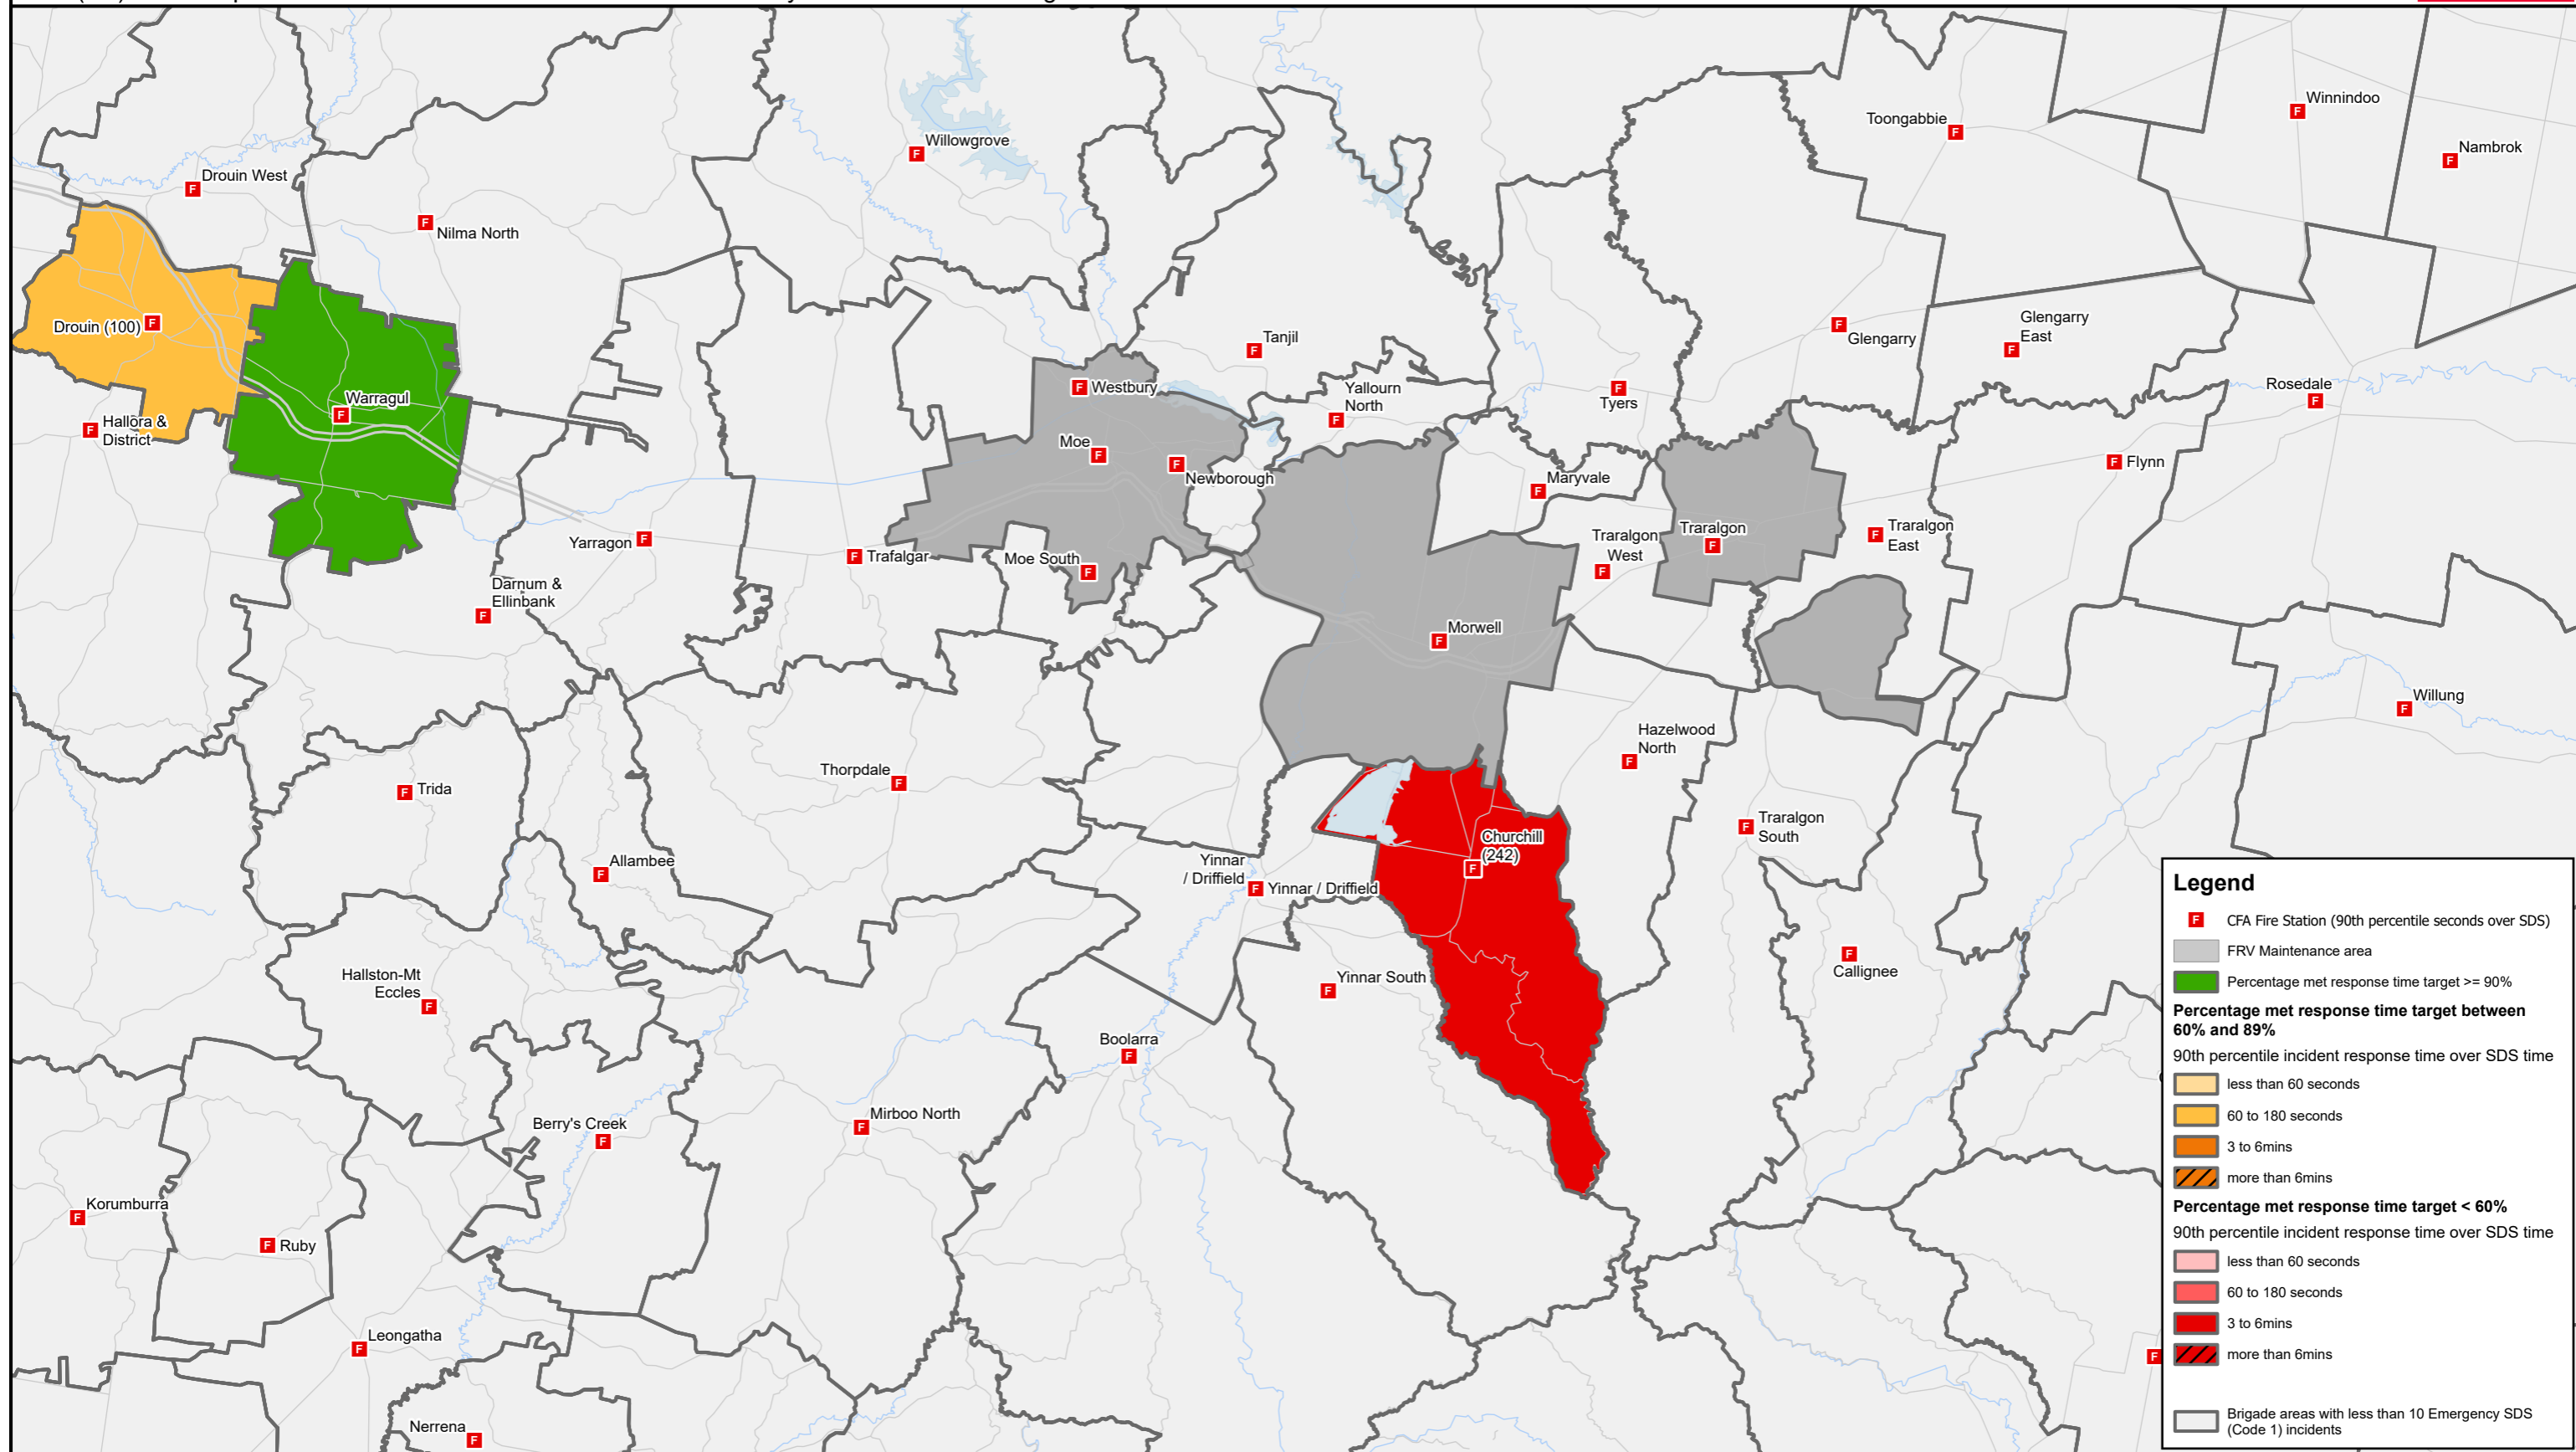 Winnindoo
Toongabbie
Nambrok
Willowgrove
Drouin West
Nilma North
Drouin (100)
Glengarry
East
Glengarry
Tanjil
Westbury
Yallourn
North
Tyers
Rosedale
Warragul
Hallora &
District
Moe
Newborough
Maryvale
Flynn
Yarragon
Trafalgar
Moe South
Traralgon
West
Traralgon
Traralgon
East
Darnum &
Ellinbank
Morwell
Willung
Hazelwood
North
Thorpdale
Trida
Traralgon
South
Churchill
(242)
Allambee
Yinnar
/ Driffield
Yinnar / Driffield
Hallston-Mt
Eccles
Yinnar South
Callignee
Boolarra
Mirboo North
Berry's Creek
Korumburra
Ruby
Leongatha
Nerrena
Legend
F CFA Fire Station (90th percentile seconds over SDS)
FRV Maintenance area
Percentage met response time target >= 90%
Percentage met response time target between
60% and 89%
90th percentile incident response time over SDS time
less than 60 seconds
60 to 180 seconds
3 to 6mins
more than 6mins
Percentage met response time target < 60%
90th percentile incident response time over SDS time
less than 60 seconds
60 to 180 seconds
3 to 6mins
more than 6mins
Brigade areas with less than 10 Emergency SDS
(Code 1) incidents